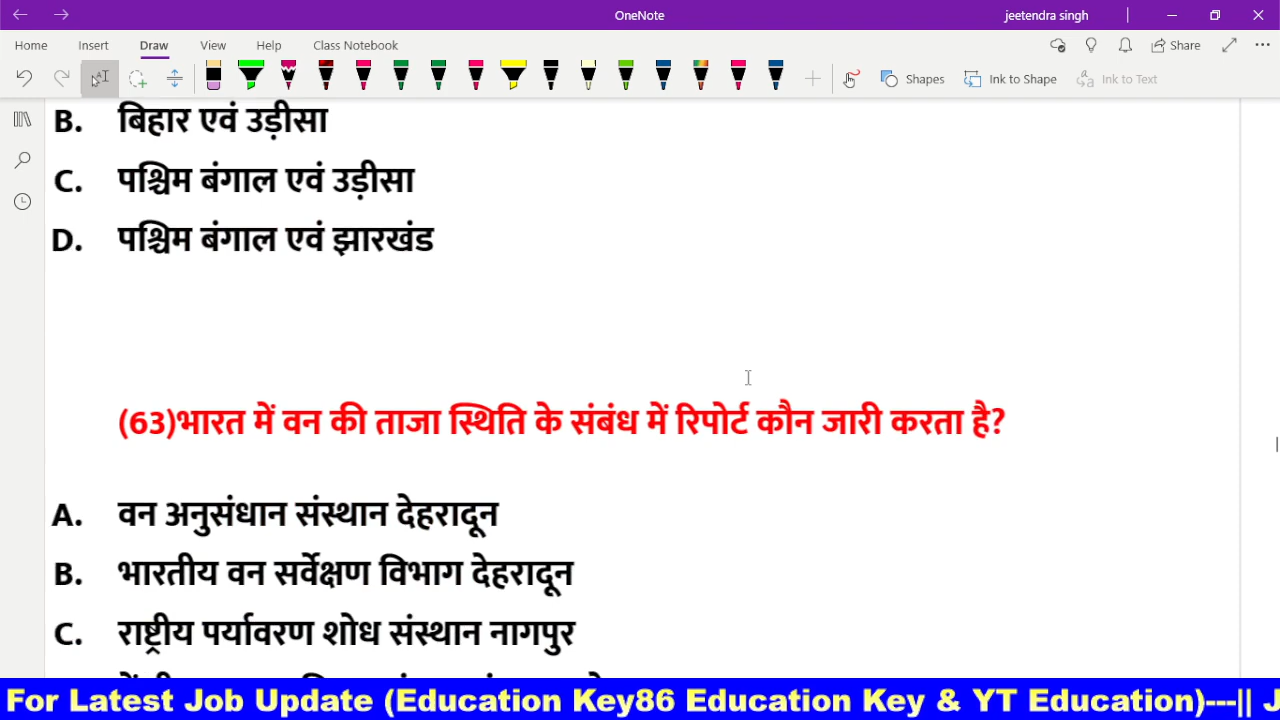 OneNote
jeetendra singh
Home Insert Draw View Help Class Notebook
Share
Shapes Ink to Shape Ink to Text
B. बिहार एवं उड़ीसा
C. पश्चिम बंगाल एवं उड़ीसा
D. पश्चिम बंगाल एवं झारखंड
(63)भारत में वन की ताजा स्थिति के संबंध में रिपोर्ट कौन जारी करता है?
A. वन अनुसंधान संस्थान देहरादून
B. भारतीय वन सर्वेक्षण विभाग देहरादून
C. राष्ट्रीय पर्यावरण शोध संस्थान नागपुर
For Latest Job Update (Education Key86 Education Key & YT Education)---|| J